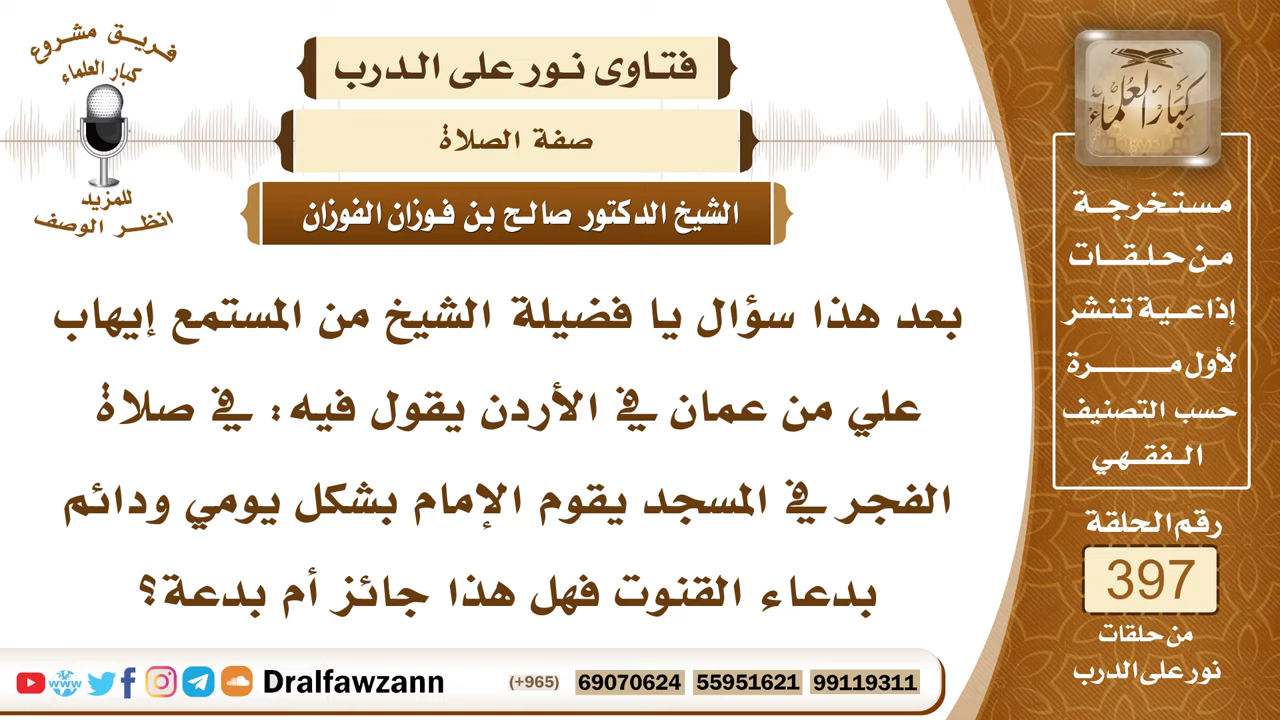 فريق مشروع
كبار العلماء
للمزيد
انظر الوصف
فتاوى نور على الدرب
صفة الصلاة
الشيخ الدكتور صالح بن فوزان الفوزان
بعد هذا سؤال يا فضيلة الشيخ من المستمع إيهاب
علي من عمان في الأردن يقول فيه: في صلاة
الفجر في المسجد يقوم الإمام بشكل يومي ودائم
بدعاء القنوت فهل هذا جائز أم بدعة؟
كبار العلماء
مستخرجة
من حلقات
إذاعية تنشر
لأول مرة
حسب التصنيف
الفقهي
رقم الحلقة
397
من حلقات
نور على الدرب
www Dralfawzann (+965) 69070624 55951621 99119311